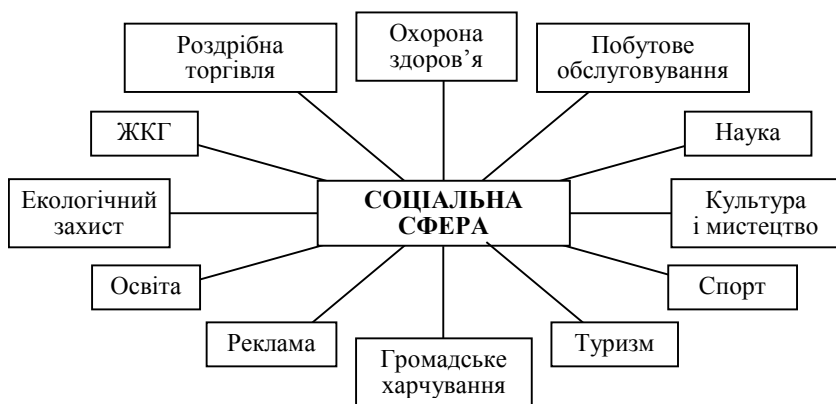 Роздрібна
торгівля
Охорона
здоров’я
Побутове
обслуговування
ЖКГ
Наука
Екологічний
захист
СОЦІАЛЬНА
СФЕРА
Культура
і мистецтво
Освіта
Спорт
Реклама
Громадське
харчування
Туризм